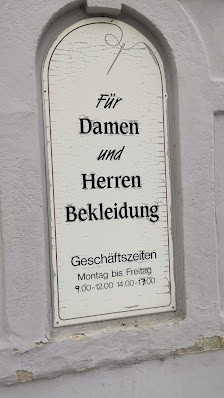 Für
Damen
und
Herren
Bekleidung
Geschäftszeiten
Montag bis Freitag
9.00-12.00 14.00-17.00